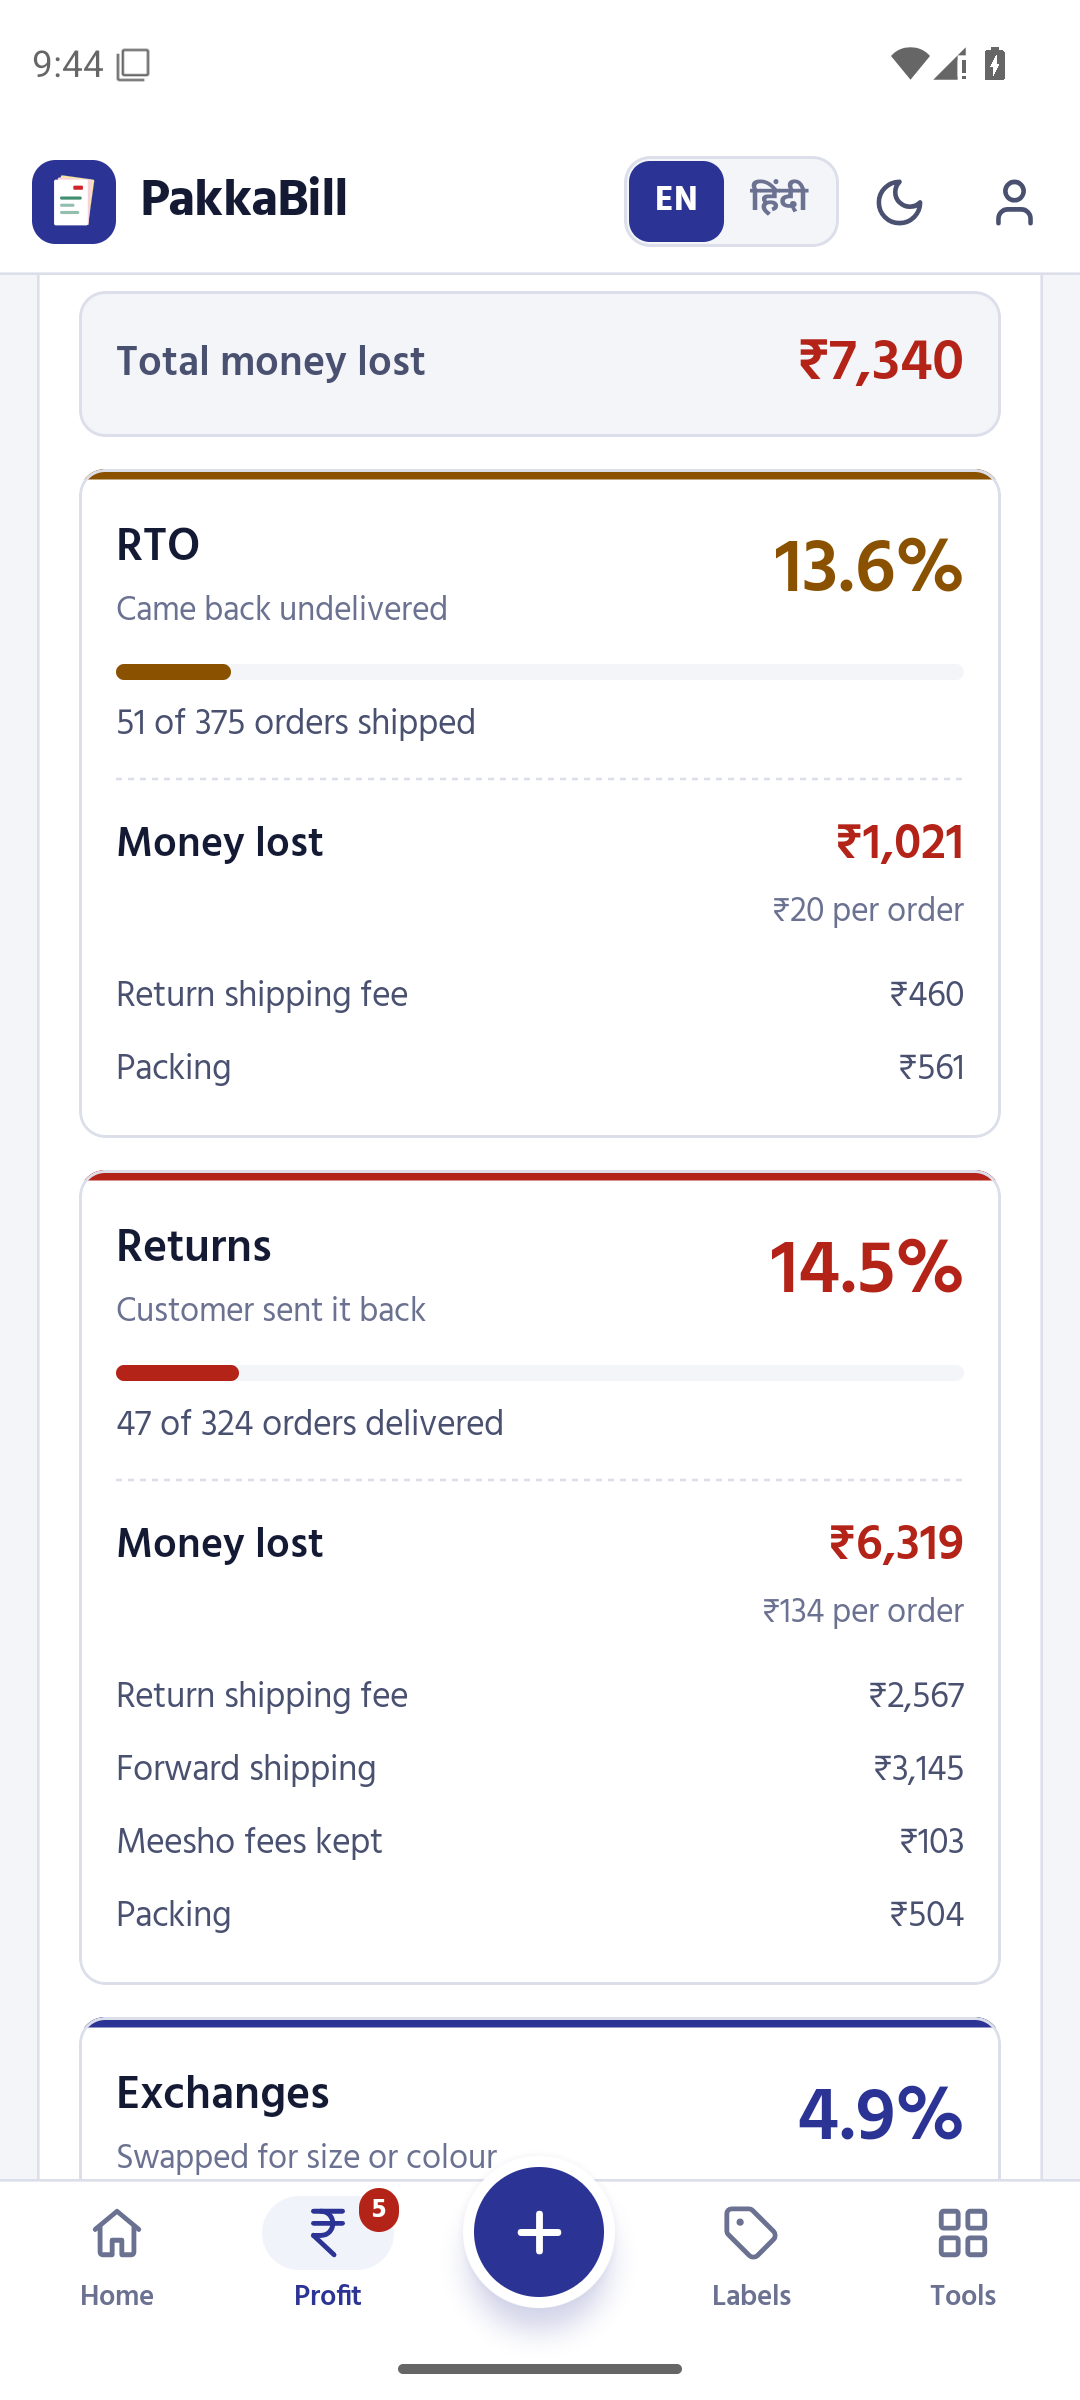 9:44
PakkaBill
EN हिंदी
Total money lost ₹7,340
RTO
13.6%
Came back undelivered
51 of 375 orders shipped
Money lost ₹1,021
₹20 per order
Return shipping fee ₹460
Packing ₹561
Returns
14.5%
Customer sent it back
47 of 324 orders delivered
Money lost ₹6,319
₹134 per order
Return shipping fee ₹2,567
Forward shipping ₹3,145
Meesho fees kept ₹103
Packing ₹504
Exchanges
4.9%
Swapped for size or colour
5
Home Profit Labels Tools